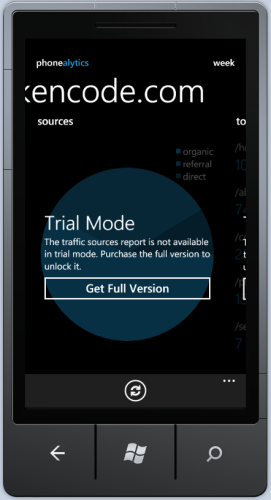 phonealytics
week
kencode.com
sources
to
organic
referral
direct
Trial Mode
The traffic sources report is not available
in trial mode. Purchase the full version to
unlock it.
Get Full Version